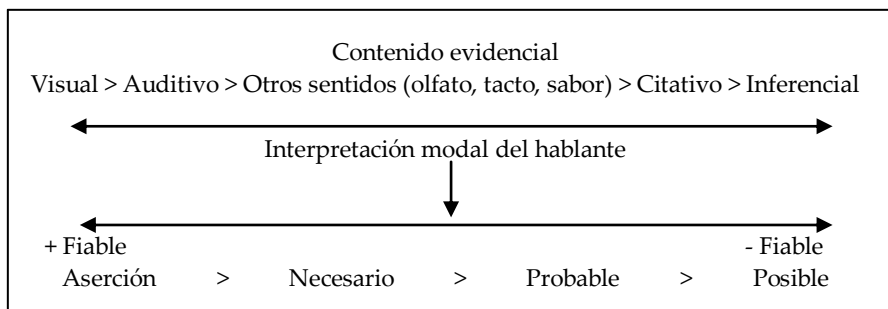 Contenido evidencial
Visual > Auditivo > Otros sentidos (olfato, tacto, sabor) > Citativo > Inferencial
Interpretación modal del hablante
+ Fiable - Fiable
Aserción > Necesario > Probable > Posible